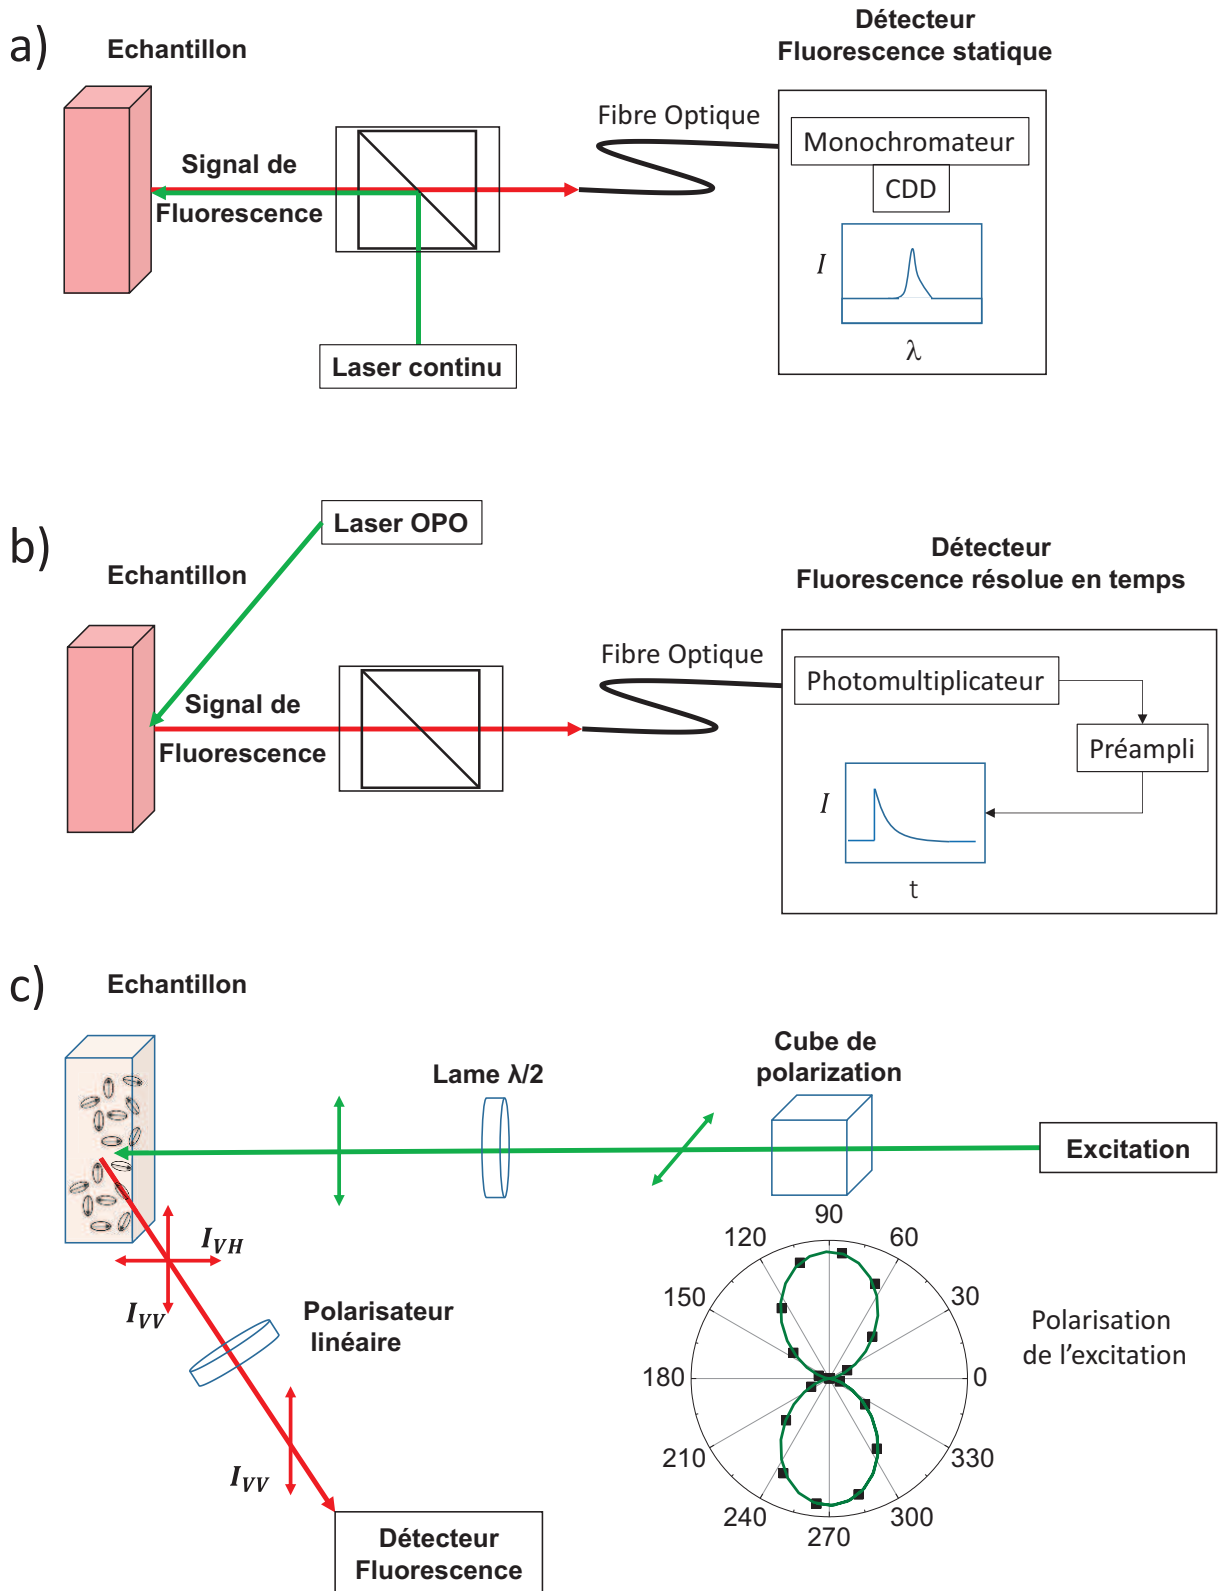 a)
Echantillon
Détecteur
Fluorescence statique
Fibre Optique
Monochromateur
CDD
Signal de
Fluorescence
I
λ
Laser continu
b)
Laser OPO
Echantillon
Détecteur
Fluorescence résolue en temps
Fibre Optique
Photomultiplicateur
Signal de
Fluorescence
Préampli
I
t
c)
Echantillon
Lame λ/2
Cube de
polarization
Excitation
I_VH
I_VV
Polarisateur
linéaire
I_VV
Détecteur
Fluorescence
90
120
60
150
30
180
0
210
330
240
300
270
Polarisation
de l'excitation